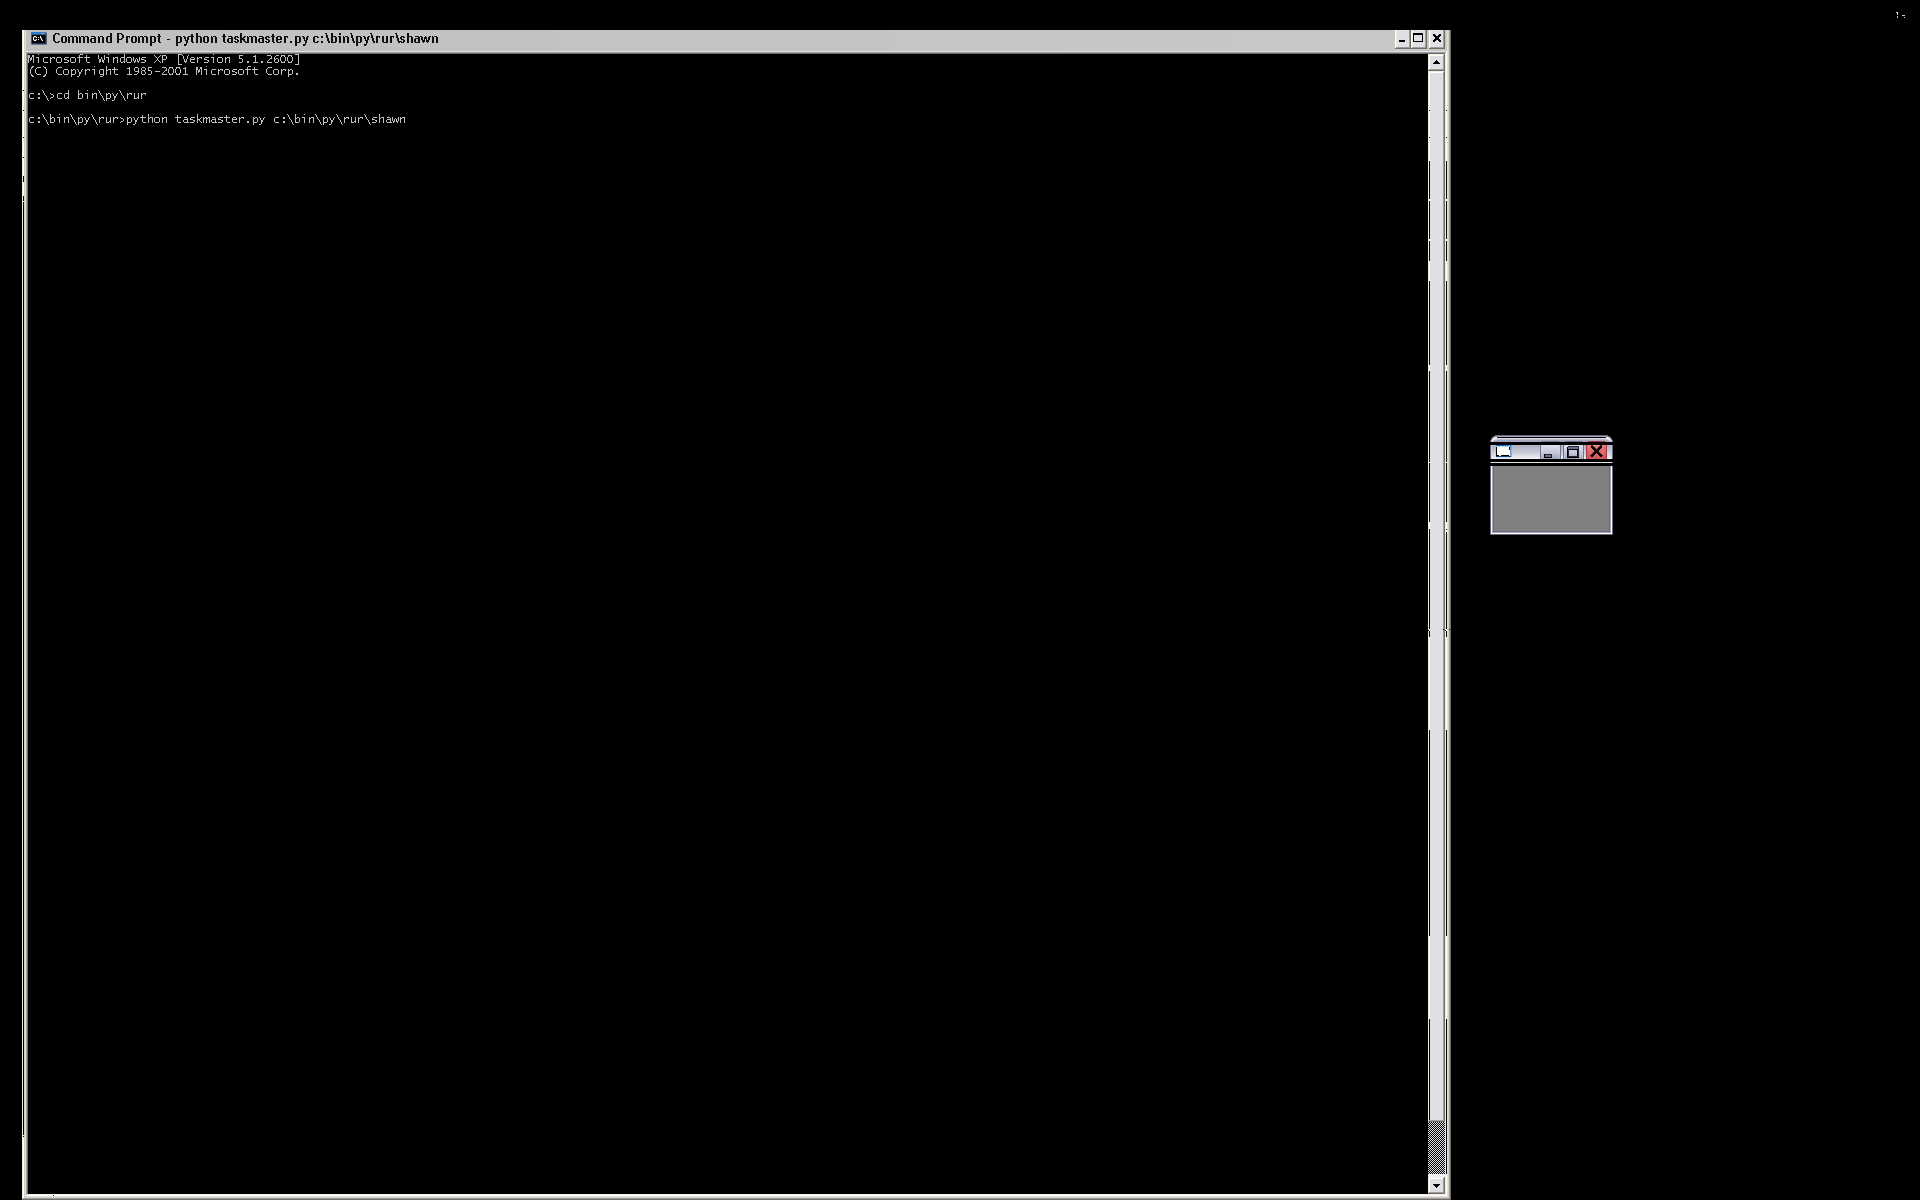 Command Prompt - python taskmaster.py c:\bin\py\rur\shawn
Microsoft Windows XP [Version 5.1.2600]
(C) Copyright 1985-2001 Microsoft Corp.
c:\>cd bin\py\rur
c:\bin\py\rur>python taskmaster.py c:\bin\py\rur\shawn